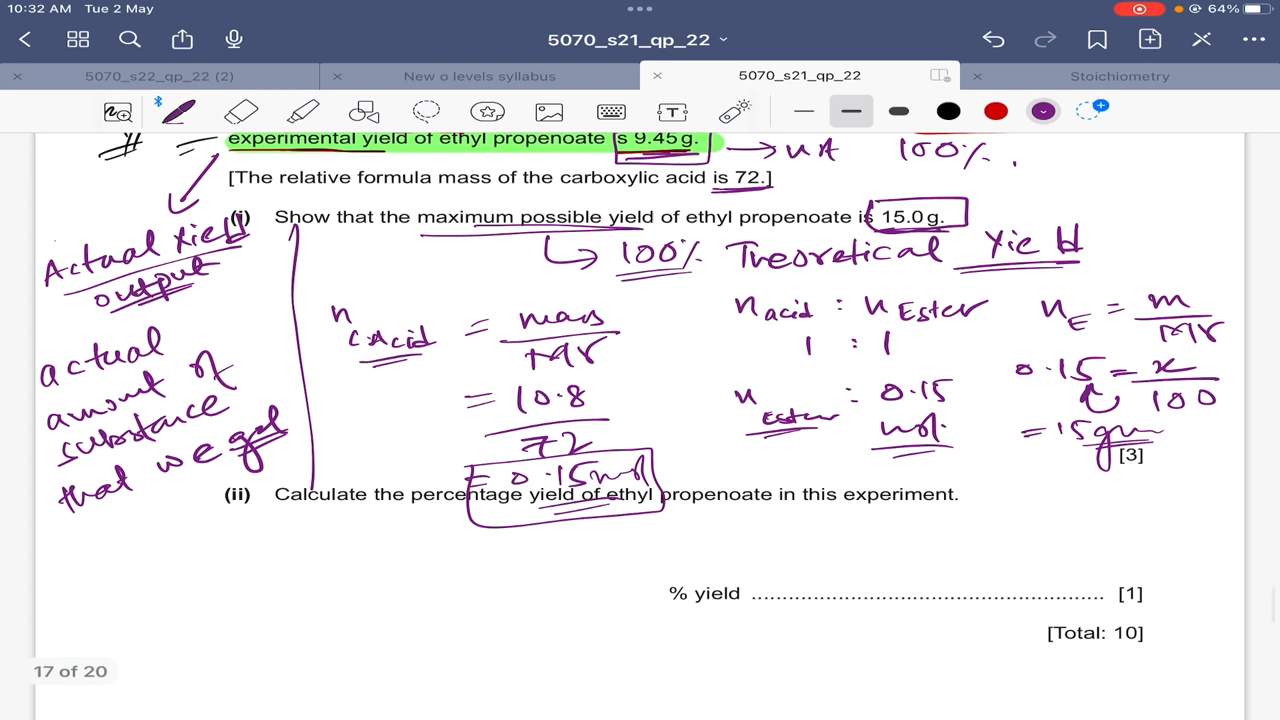 10:32 AM Tue 2 May
64%
5070_s21_qp_22
5070_s22_qp_22 (2)
New o levels syllabus
5070_s21_qp_22
Stoichiometry
experimental yield of ethyl propenoate is 9.45g.
100%
[The relative formula mass of the carboxylic acid is 72.]
(i) Show that the maximum possible yield of ethyl propenoate is 15.0g.
100% Theoretical Yield
Actual Yield
output
actual
amount of
substance
that we get
n C.Acid = mass
Mr
= 10.8
72
= 0.15 mol
n acid : n Ester
1 : 1
n ester : 0.15
mol.
n E = m
Mr
0.15 = x
100
= 15gm
[3]
(ii) Calculate the percentage yield of ethyl propenoate in this experiment.
% yield ........................................................ [1]
[Total: 10]
17 of 20